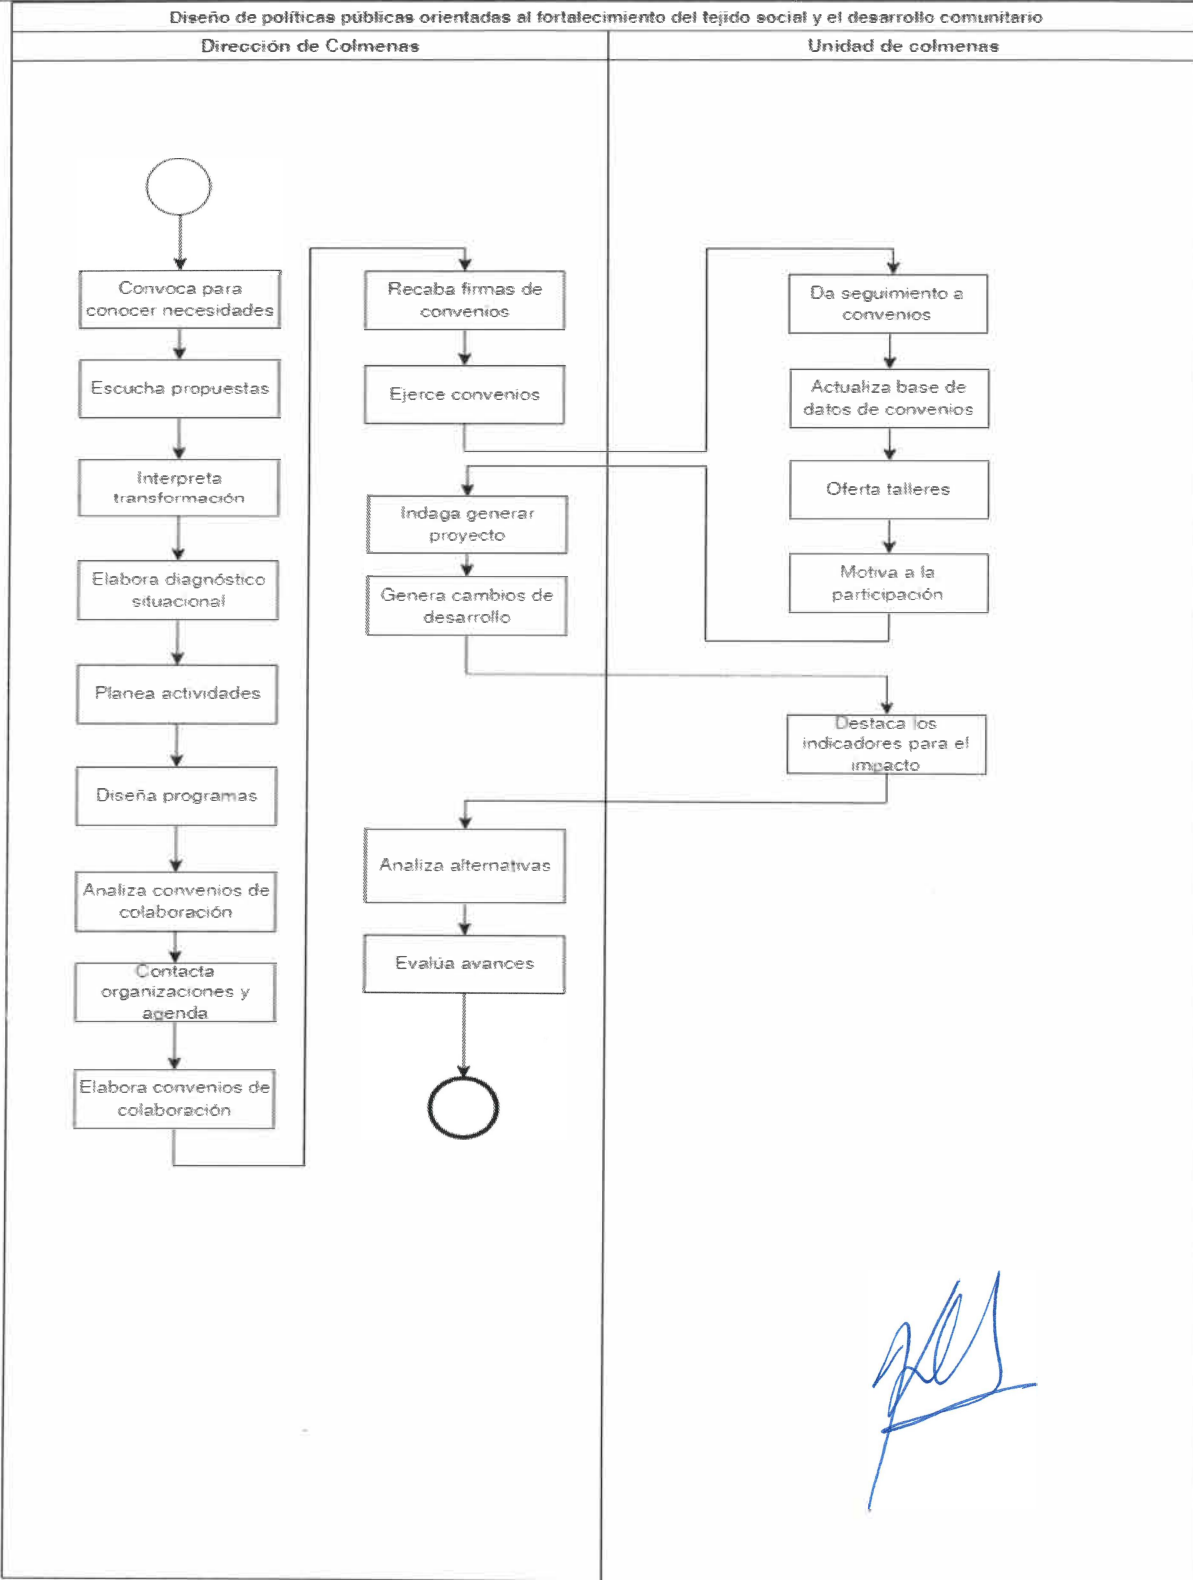 Diseño de políticas públicas orientadas al fortalecimiento del tejido social y el desarrollo comunitario
Dirección de Colmenas
Unidad de colmenas
Convoca para
conocer necesidades
Escucha propuestas
Interpreta
transformación
Elabora diagnóstico
situacional
Planea actividades
Diseña programas
Analiza convenios de
colaboración
Contacta
organizaciones y
agenda
Elabora convenios de
colaboración
Recaba firmas de
convenios
Ejerce convenios
Da seguimiento a
convenios
Actualiza base de
datos de convenios
Oferta talleres
Motiva a la
participación
Indaga generar
proyecto
Genera cambios de
desarrollo
Destaca los
indicadores para el
impacto
Analiza alternativas
Evalúa avances